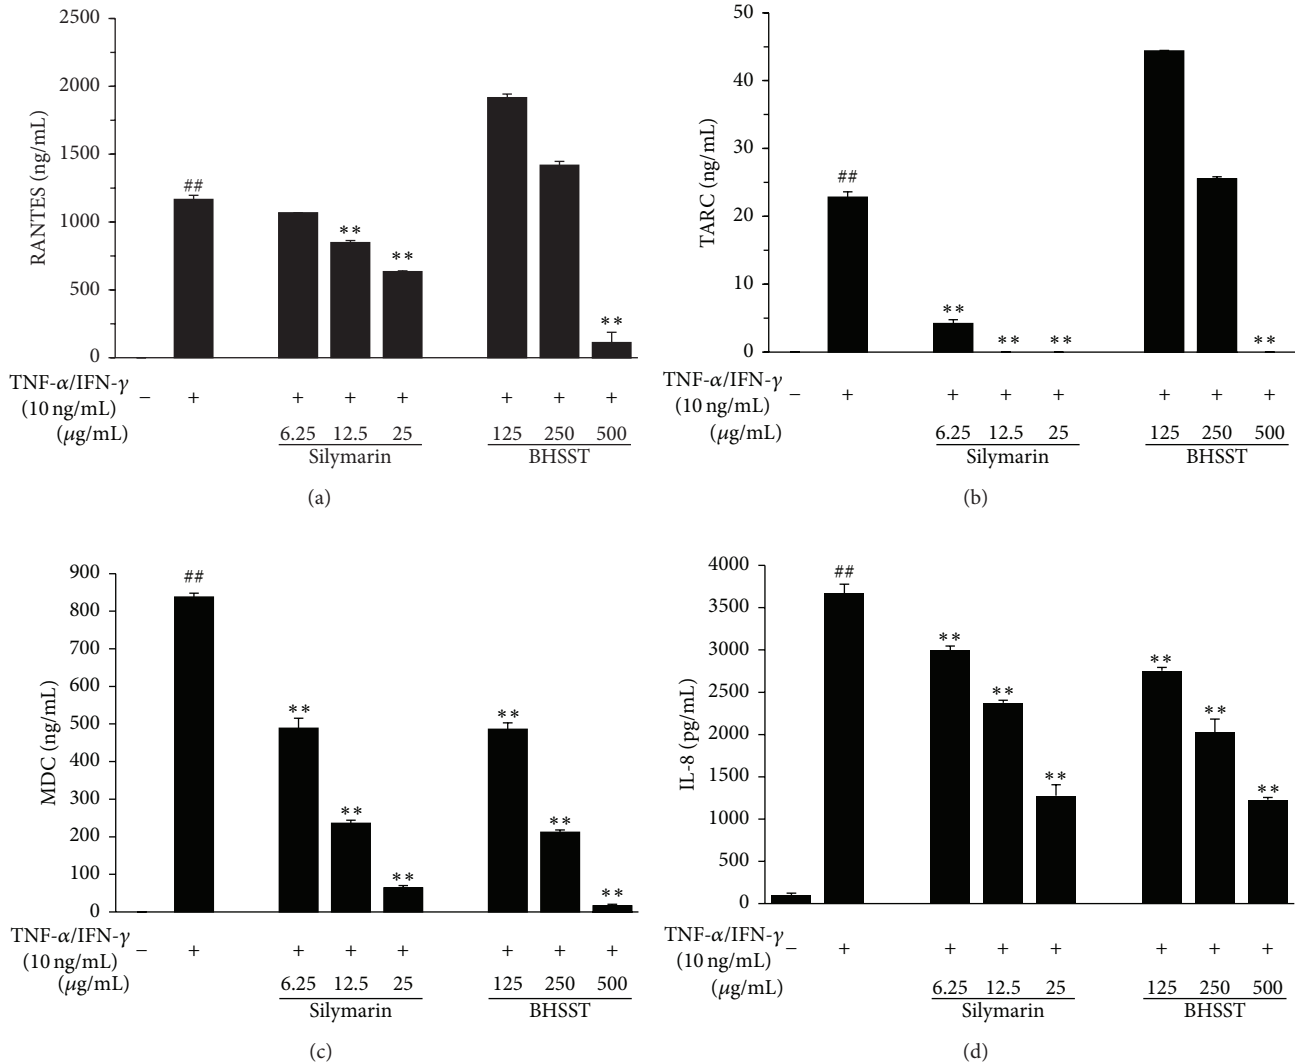 2500
2000
1500
1000
500
0
RANTES (ng/mL)
##
**
**
**
TNF-α/IFN-γ
(10 ng/mL)
− + + + + + + +
(μg/mL)
6.25 12.5 25 125 250 500
Silymarin BHSST
(a)
50
40
30
20
10
0
TARC (ng/mL)
##
**
** **
**
TNF-α/IFN-γ
(10 ng/mL)
− + + + + + + +
(μg/mL)
6.25 12.5 25 125 250 500
Silymarin BHSST
(b)
900
800
700
600
500
400
300
200
100
0
MDC (ng/mL)
##
**
**
**
**
**
**
TNF-α/IFN-γ
(10 ng/mL)
− + + + + + + +
(μg/mL)
6.25 12.5 25 125 250 500
Silymarin BHSST
(c)
4000
3500
3000
2500
2000
1500
1000
500
0
IL-8 (pg/mL)
##
**
**
**
**
**
**
TNF-α/IFN-γ
(10 ng/mL)
− + + + + + + +
(μg/mL)
6.25 12.5 25 125 250 500
Silymarin BHSST
(d)